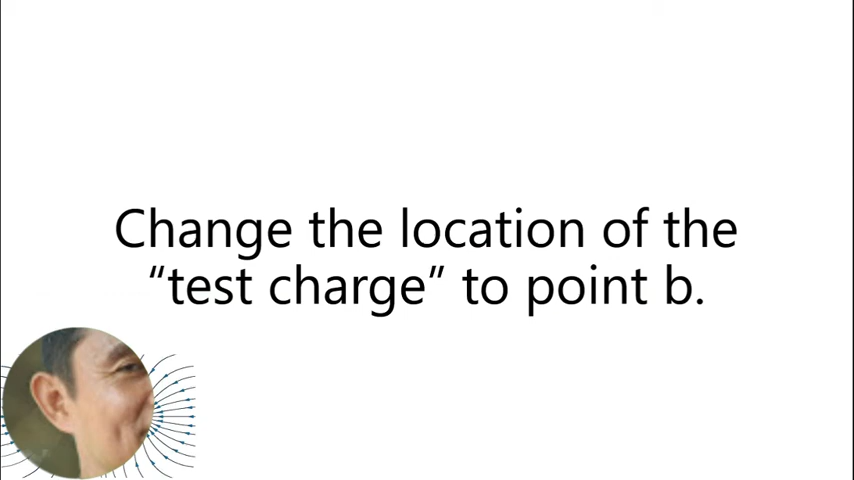 Change the location of the
“test charge” to point b.